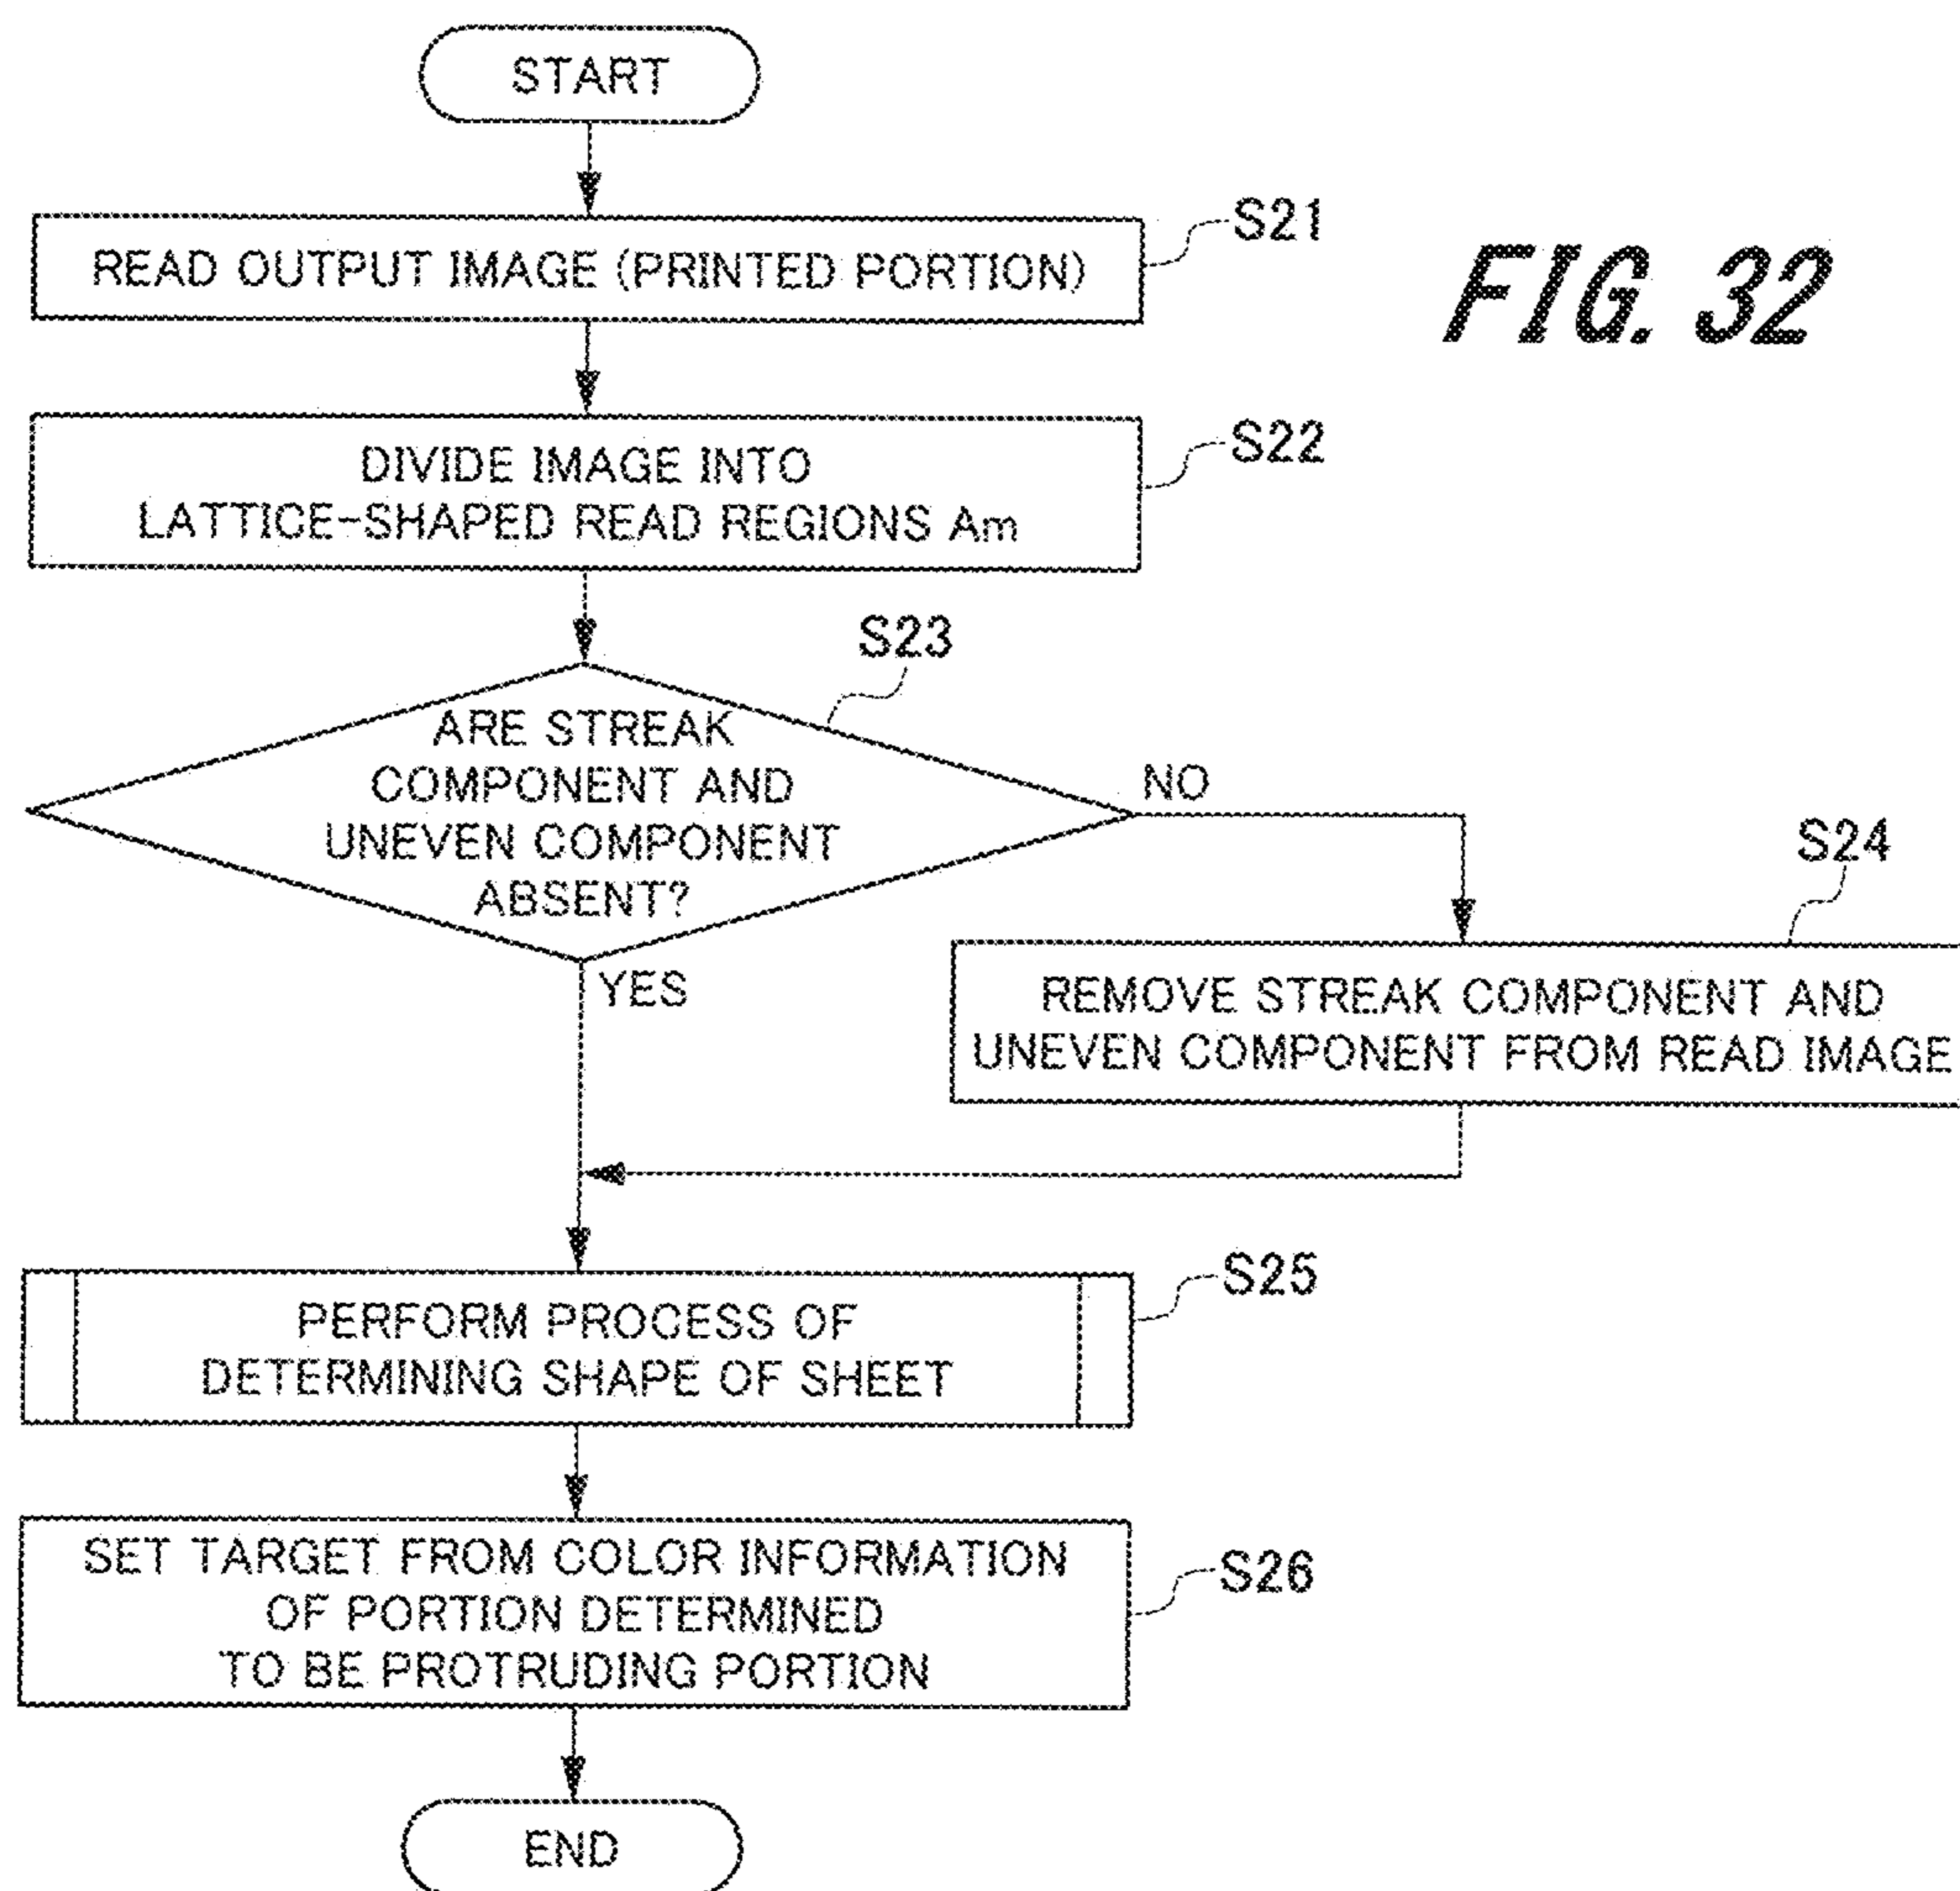 START
S21
READ OUTPUT IMAGE (PRINTED PORTION)
FIG. 32
S22
DIVIDE IMAGE INTO
LATTICE-SHAPED READ REGIONS Am
S23
ARE STREAK
COMPONENT AND
UNEVEN COMPONENT
ABSENT?
NO
YES
S24
REMOVE STREAK COMPONENT AND
UNEVEN COMPONENT FROM READ IMAGE
S25
PERFORM PROCESS OF
DETERMINING SHAPE OF SHEET
S26
SET TARGET FROM COLOR INFORMATION
OF PORTION DETERMINED
TO BE PROTRUDING PORTION
END